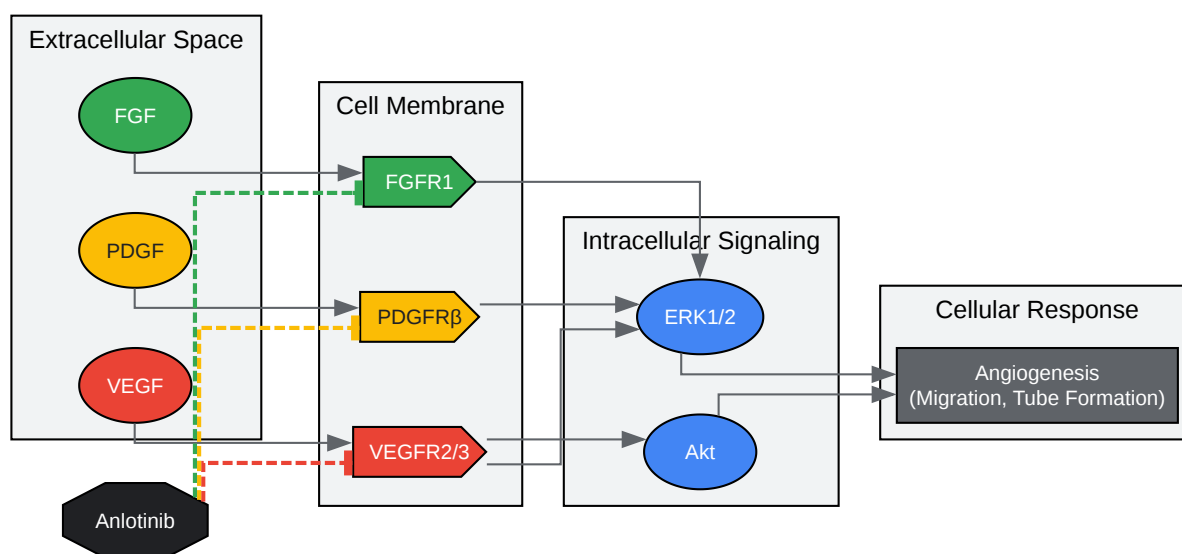 Extracellular Space
FGF
PDGF
VEGF
Anlotinib
Cell Membrane
FGFR1
PDGFRβ
VEGFR2/3
Intracellular Signaling
ERK1/2
Akt
Cellular Response
Angiogenesis
(Migration, Tube Formation)